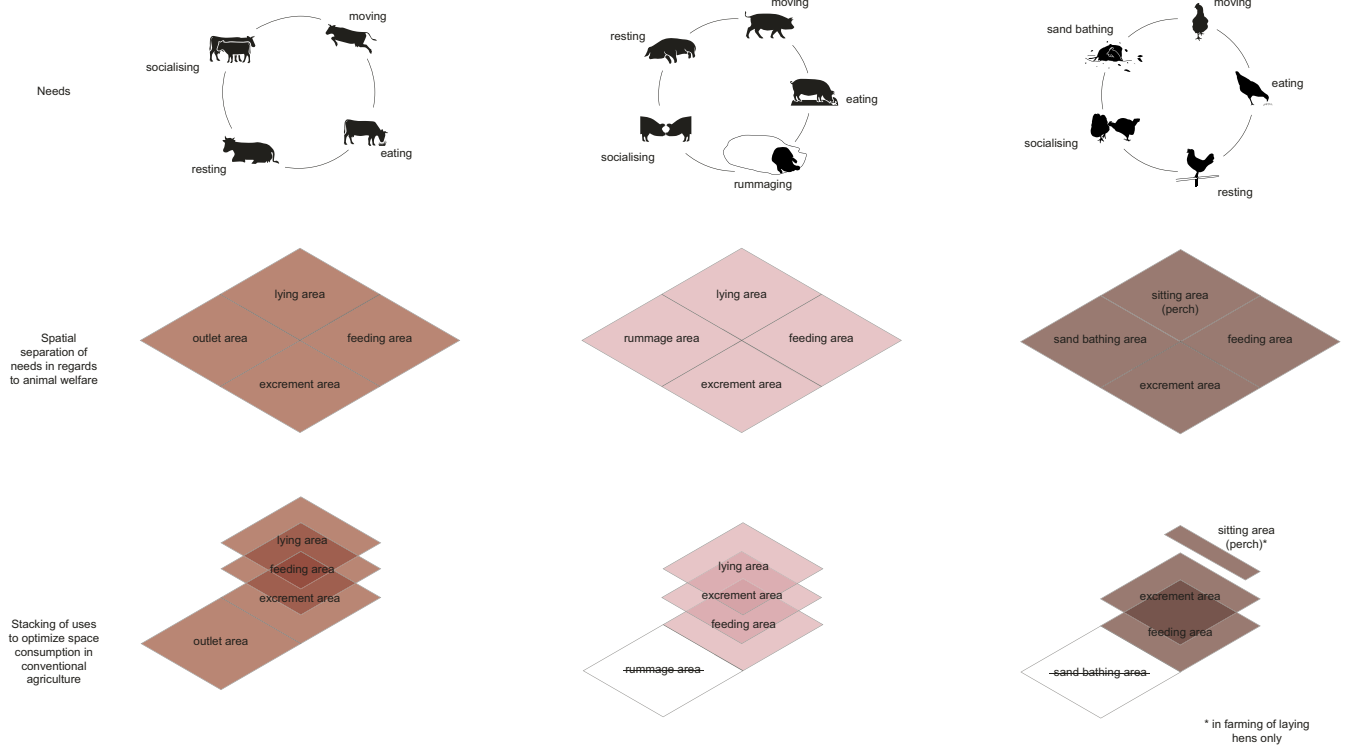 Needs
moving
socialising
eating
resting
moving
resting
eating
socialising
rummaging
moving
sand bathing
eating
socialising
resting
Spatial
separation of
needs in regards
to animal welfare
lying area
outlet area
feeding area
excrement area
lying area
rummage area
feeding area
excrement area
sitting area
(perch)
sand bathing area
feeding area
excrement area
Stacking of uses
to optimize space
consumption in
conventional
agriculture
lying area
feeding area
excrement area
outlet area
lying area
excrement area
feeding area
rummage area
sitting area
(perch)*
excrement area
feeding area
sand bathing area
* in farming of laying
hens only